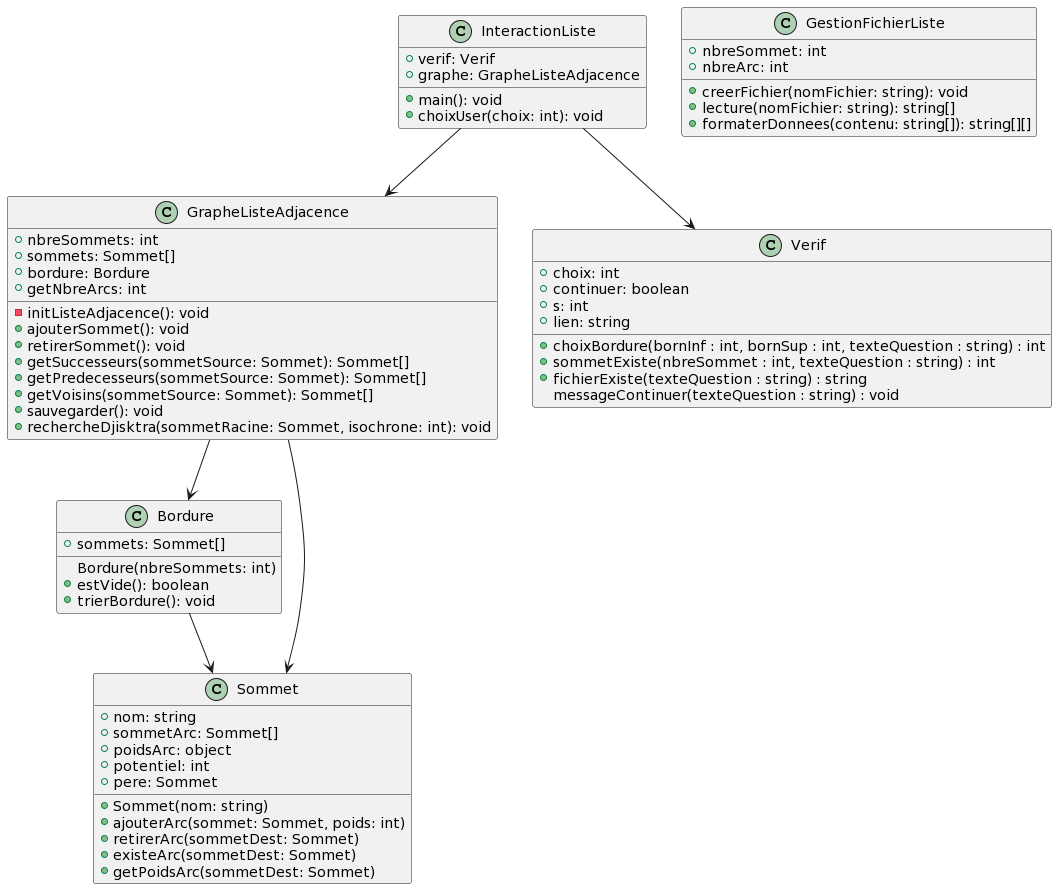 C InteractionListe
verif: Verif
graphe: GrapheListeAdjacence
main(): void
choixUser(choix: int): void
C GestionFichierListe
nbreSommet: int
nbreArc: int
creerFichier(nomFichier: string): void
lecture(nomFichier: string): string[]
formaterDonnees(contenu: string[]): string[][]
C GrapheListeAdjacence
nbreSommets: int
sommets: Sommet[]
bordure: Bordure
getNbreArcs: int
initListeAdjacence(): void
ajouterSommet(): void
retirerSommet(): void
getSuccesseurs(sommetSource: Sommet): Sommet[]
getPredecesseurs(sommetSource: Sommet): Sommet[]
getVoisins(sommetSource: Sommet): Sommet[]
sauvegarder(): void
rechercheDjisktra(sommetRacine: Sommet, isochrone: int): void
C Verif
choix: int
continuer: boolean
s: int
lien: string
choixBordure(bornInf : int, bornSup : int, texteQuestion : string) : int
sommetExiste(nbreSommet : int, texteQuestion : string) : int
fichierExiste(texteQuestion : string) : string
messageContinuer(texteQuestion : string) : void
C Bordure
sommets: Sommet[]
Bordure(nbreSommets: int)
estVide(): boolean
trierBordure(): void
C Sommet
nom: string
sommetArc: Sommet[]
poidsArc: object
potentiel: int
pere: Sommet
Sommet(nom: string)
ajouterArc(sommet: Sommet, poids: int)
retirerArc(sommetDest: Sommet)
existeArc(sommetDest: Sommet)
getPoidsArc(sommetDest: Sommet)